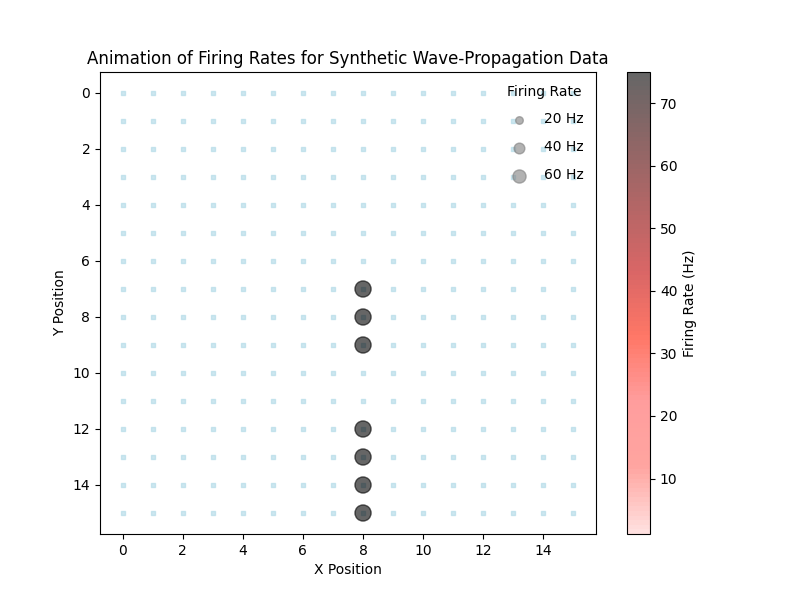 Animation of Firing Rates for Synthetic Wave-Propagation Data
Firing Rate
20 Hz
40 Hz
60 Hz
0
2
4
6
8
10
12
14
Y Position
0 2 4 6 8 10 12 14
X Position
70
60
50
40
30
20
10
Firing Rate (Hz)